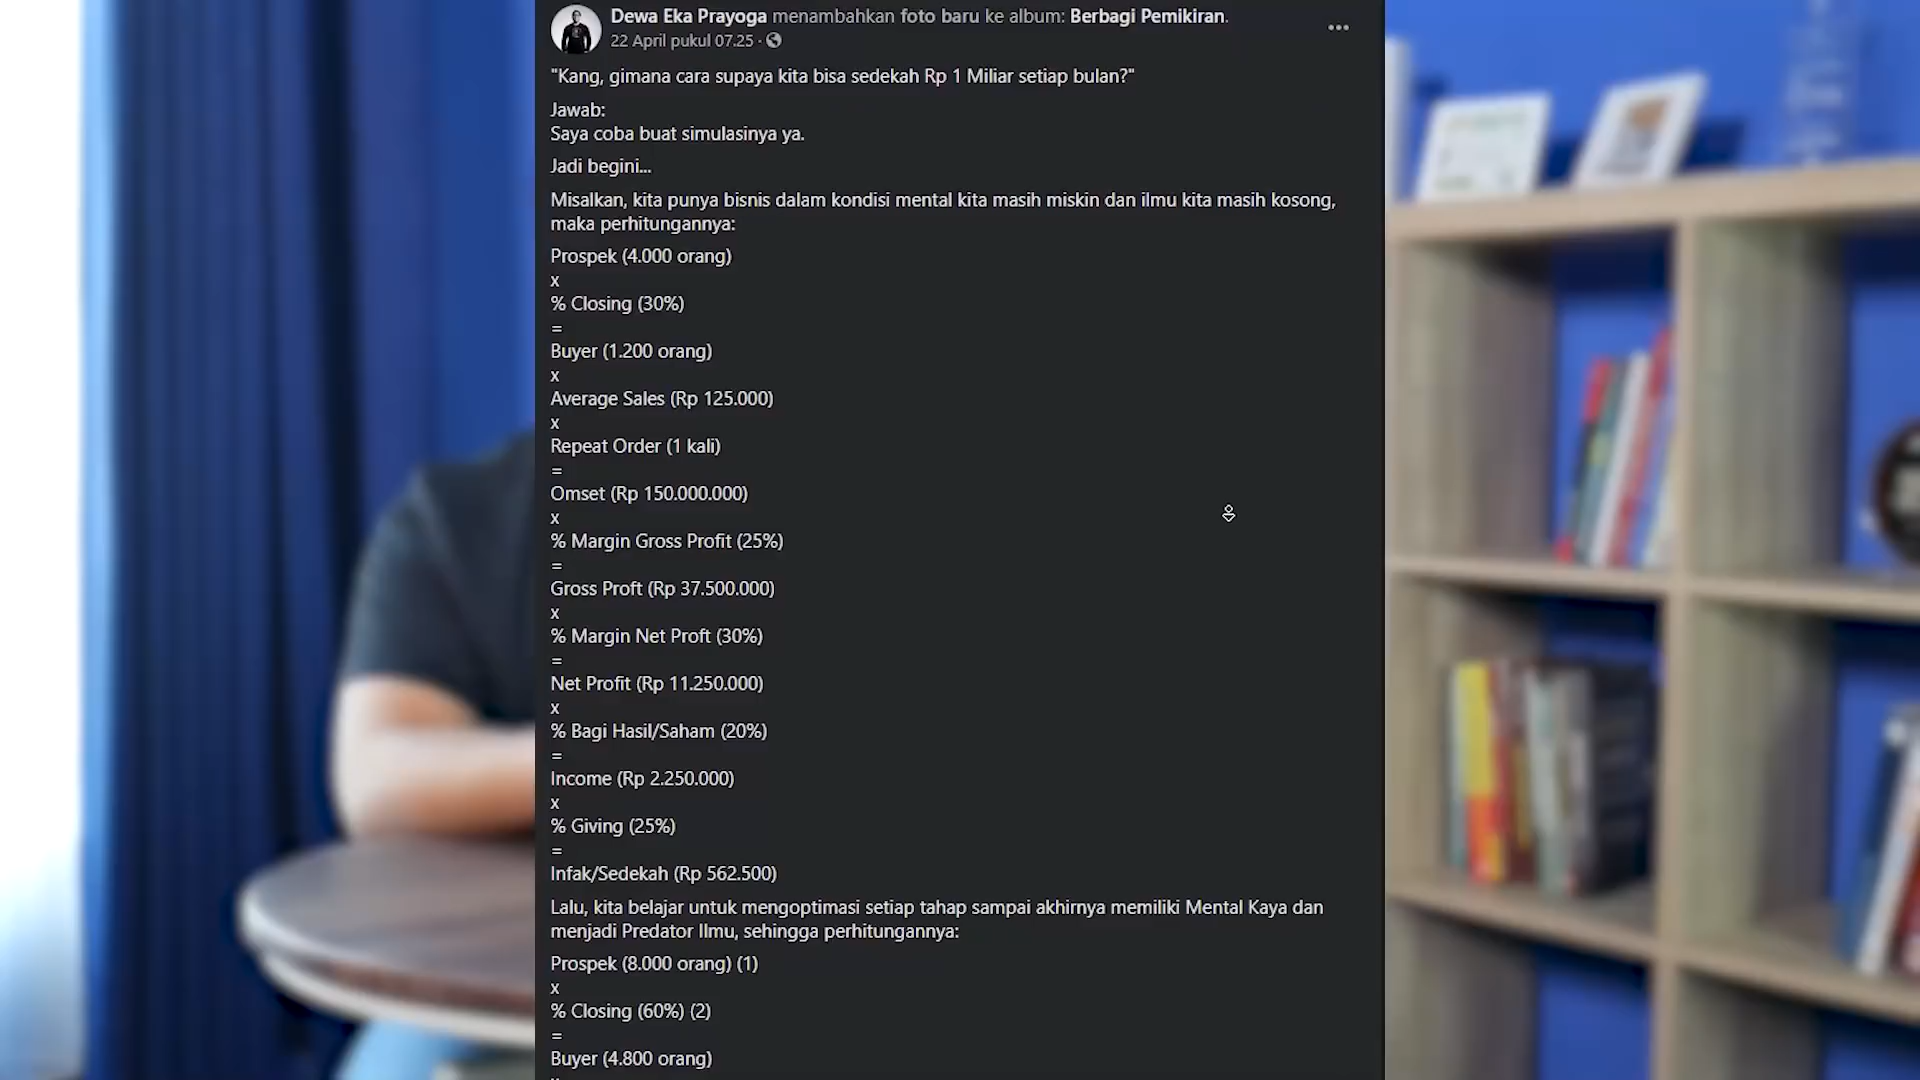 Dewa Eka Prayoga menambahkan foto baru ke album: Berbagi Pemikiran.
22 April pukul 07.25 ·
"Kang, gimana cara supaya kita bisa sedekah Rp 1 Miliar setiap bulan?"
Jawab:
Saya coba buat simulasinya ya.
Jadi begini...
Misalkan, kita punya bisnis dalam kondisi mental kita masih miskin dan ilmu kita masih kosong,
maka perhitungannya:
Prospek (4.000 orang)
x
% Closing (30%)
=
Buyer (1.200 orang)
x
Average Sales (Rp 125.000)
x
Repeat Order (1 kali)
=
Omset (Rp 150.000.000)
x
% Margin Gross Profit (25%)
=
Gross Proft (Rp 37.500.000)
x
% Margin Net Proft (30%)
=
Net Profit (Rp 11.250.000)
x
% Bagi Hasil/Saham (20%)
=
Income (Rp 2.250.000)
x
% Giving (25%)
=
Infak/Sedekah (Rp 562.500)
Lalu, kita belajar untuk mengoptimasi setiap tahap sampai akhirnya memiliki Mental Kaya dan
menjadi Predator Ilmu, sehingga perhitungannya:
Prospek (8.000 orang) (1)
x
% Closing (60%) (2)
=
Buyer (4.800 orang)